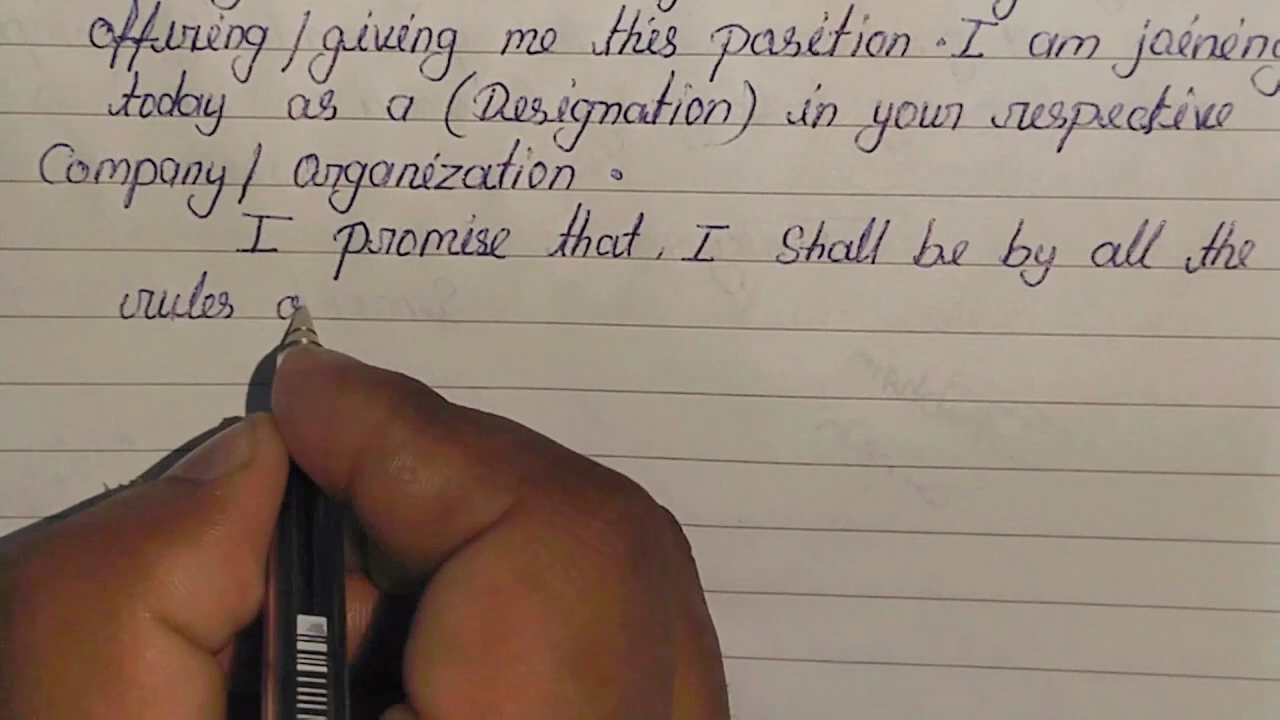 offering / giving me this position . I am joining
today as a (Designation) in your respective
Company / Organization .
I promise that, I shall be by all the
rules a